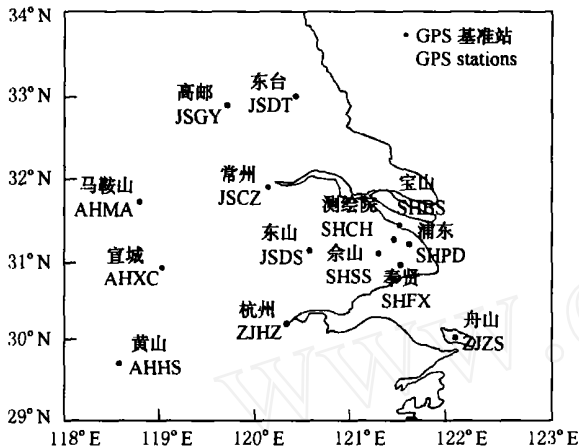 34° N
33° N
32° N
31° N
30° N
29° N
• GPS 基准站
GPS stations
高邮
JSGY
东台
JSDT
马鞍山
AHMA
常州
JSCZ
宝山
SHBS
测绘院
SHCH
浦东
SHPD
东山
JSDS
佘山
SHSS
宣城
AHXC
奉贤
SHFX
杭州
ZJHZ
舟山
ZJZS
黄山
AHHS
118° E
119° E
120° E
121° E
122° E
123° E